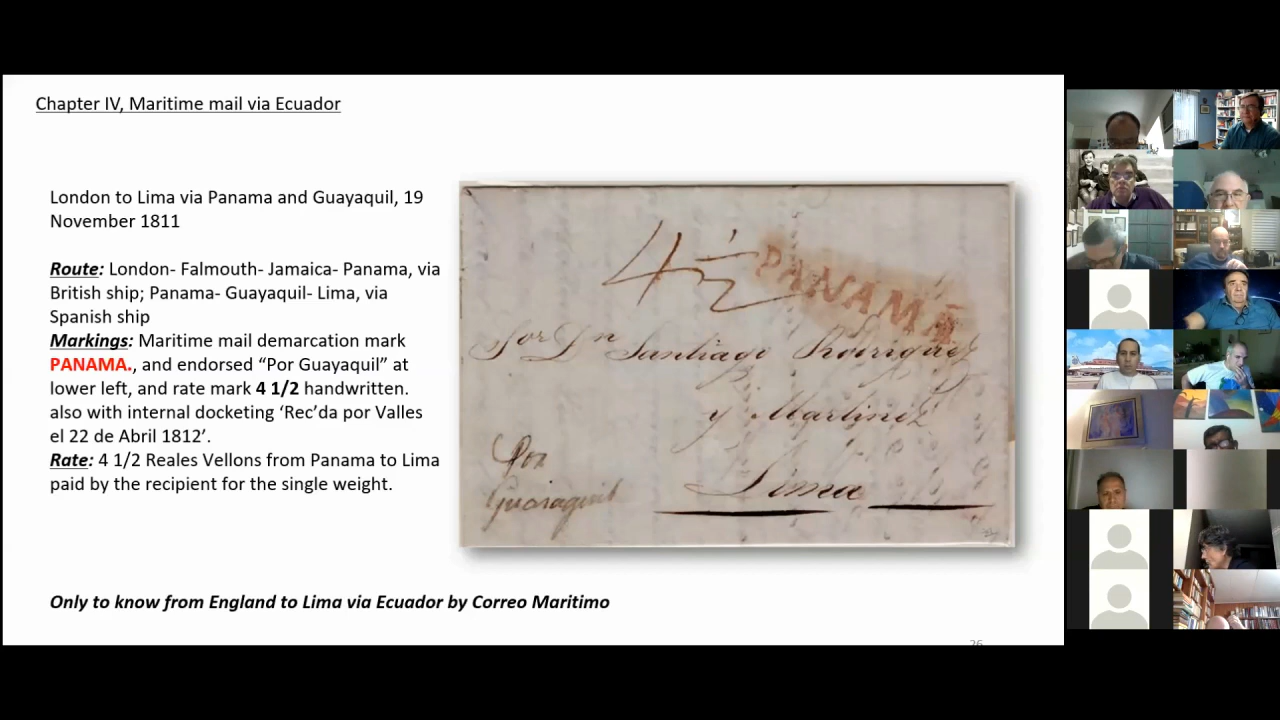 Chapter IV, Maritime mail via Ecuador
London to Lima via Panama and Guayaquil, 19
November 1811
Route: London- Falmouth- Jamaica- Panama, via
British ship; Panama- Guayaquil- Lima, via
Spanish ship
Markings: Maritime mail demarcation mark
PANAMA., and endorsed “Por Guayaquil” at
lower left, and rate mark 4 1/2 handwritten.
also with internal docketing ‘Rec’da por Valles
el 22 de Abril 1812’.
Rate: 4 1/2 Reales Vellons from Panama to Lima
paid by the recipient for the single weight.
4 1/2
PANAMA
Sor Dn Santiago Rodriguez
y Martinez
Lima
Por
Guaiaquil
Only to know from England to Lima via Ecuador by Correo Maritimo
26